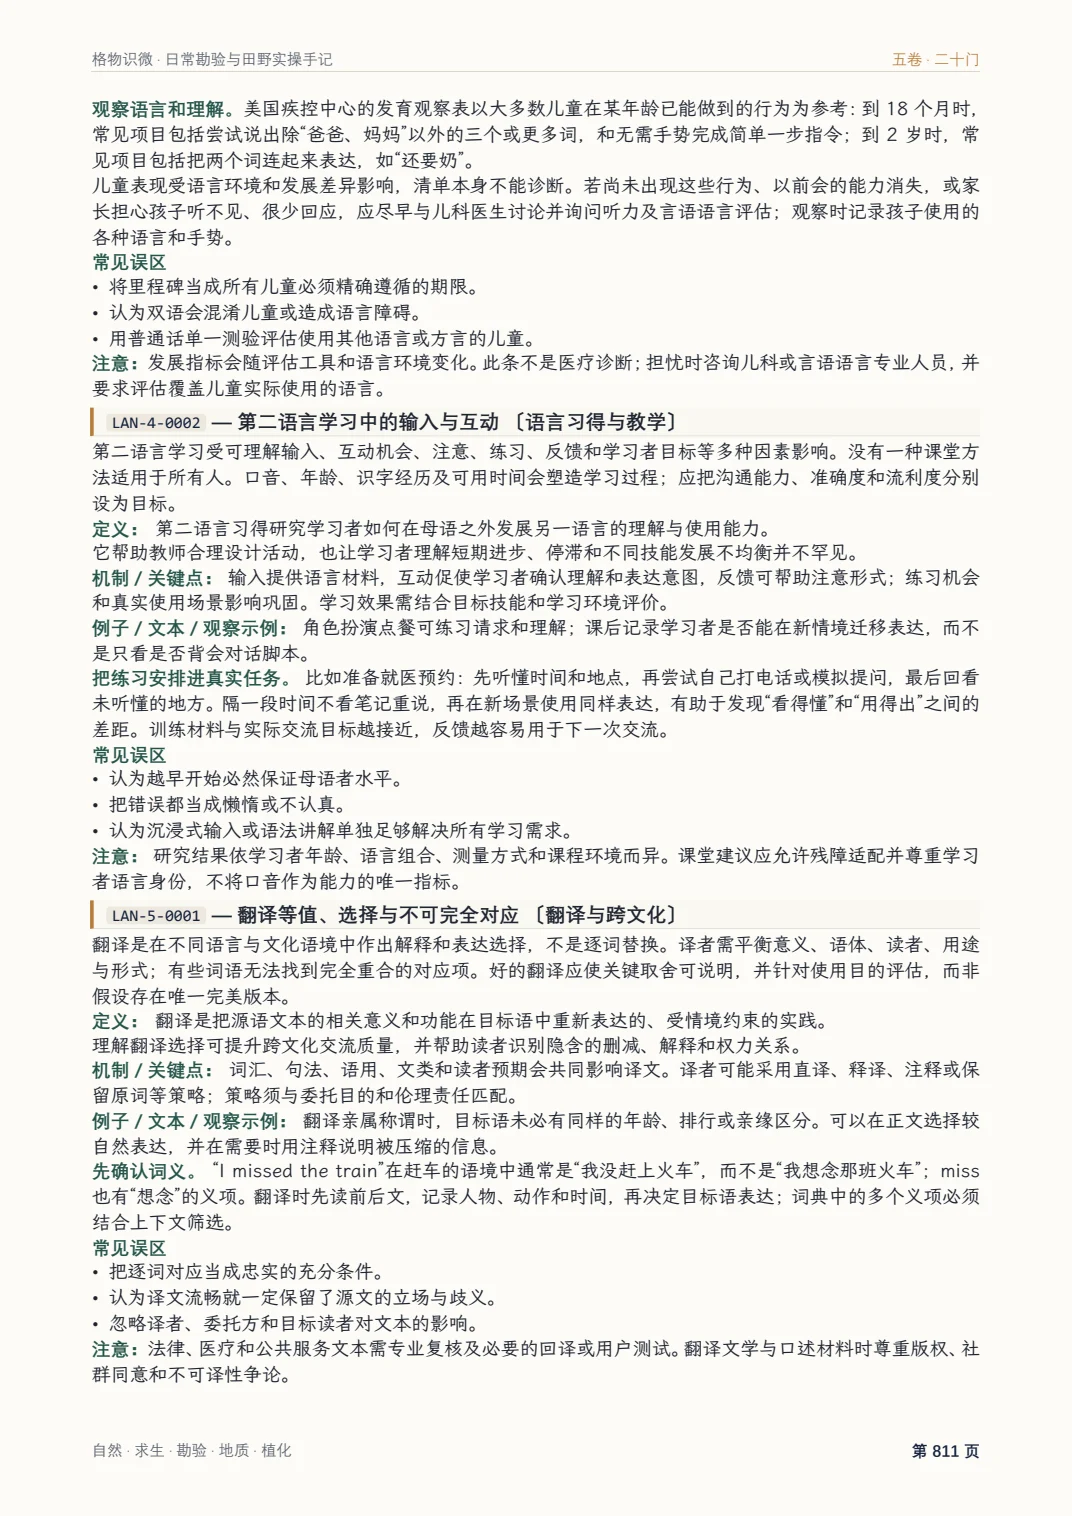 格物识微 · 日常勘验与田野实操手记
五卷 · 二十门
观察语言和理解。美国疾控中心的发育观察表以大多数儿童在某年龄已能做到的行为为参考：到 18 个月时，
常见项目包括尝试说出除“爸爸、妈妈”以外的三个或更多词，和无需手势完成简单一步指令；到 2 岁时，常
见项目包括把两个词连起来表达，如“还要奶”。
儿童表现受语言环境和发展差异影响，清单本身不能诊断。若尚未出现这些行为、以前会的能力消失，或家
长担心孩子听不见、很少回应，应尽早与儿科医生讨论并询问听力及言语语言评估；观察时记录孩子使用的
各种语言和手势。
常见误区
• 将里程碑当成所有儿童必须精确遵循的期限。
• 认为双语会混淆儿童或造成语言障碍。
• 用普通话单一测验评估使用其他语言或方言的儿童。
注意：发展指标会随评估工具和语言环境变化。此条不是医疗诊断；担忧时咨询儿科或言语语言专业人员，并
要求评估覆盖儿童实际使用的语言。
LAN-4-0002 — 第二语言学习中的输入与互动 〔语言习得与教学〕
第二语言学习受可理解输入、互动机会、注意、练习、反馈和学习者目标等多种因素影响。没有一种课堂方
法适用于所有人。口音、年龄、识字经历及可用时间会塑造学习过程；应把沟通能力、准确度和流利度分别
设为目标。
定义： 第二语言习得研究学习者如何在母语之外发展另一语言的理解与使用能力。
它帮助教师合理设计活动，也让学习者理解短期进步、停滞和不同技能发展不均衡并不罕见。
机制 / 关键点： 输入提供语言材料，互动促使学习者确认理解和表达意图，反馈可帮助注意形式；练习机会
和真实使用场景影响巩固。学习效果需结合目标技能和学习环境评价。
例子 / 文本 / 观察示例： 角色扮演点餐可练习请求和理解；课后记录学习者是否能在新情境迁移表达，而不
是只看是否背会对话脚本。
把练习安排进真实任务。 比如准备就医预约：先听懂时间和地点，再尝试自己打电话或模拟提问，最后回看
未听懂的地方。隔一段时间不看笔记重说，再在新场景使用同样表达，有助于发现“看得懂”和“用得出”之间的
差距。训练材料与实际交流目标越接近，反馈越容易用于下一次交流。
常见误区
• 认为越早开始必然保证母语者水平。
• 把错误都当成懒惰或不认真。
• 认为沉浸式输入或语法讲解单独足够解决所有学习需求。
注意： 研究结果依学习者年龄、语言组合、测量方式和课程环境而异。课堂建议应允许残障适配并尊重学习
者语言身份，不将口音作为能力的唯一指标。
LAN-5-0001 — 翻译等值、选择与不可完全对应 〔翻译与跨文化〕
翻译是在不同语言与文化语境中作出解释和表达选择，不是逐词替换。译者需平衡意义、语体、读者、用途
与形式；有些词语无法找到完全重合的对应项。好的翻译应使关键取舍可说明，并针对使用目的评估，而非
假设存在唯一完美版本。
定义： 翻译是把源语文本的相关意义和功能在目标语中重新表达的、受情境约束的实践。
理解翻译选择可提升跨文化交流质量，并帮助读者识别隐含的删减、解释和权力关系。
机制 / 关键点： 词汇、句法、语用、文类和读者预期会共同影响译文。译者可能采用直译、释译、注释或保
留原词等策略；策略须与委托目的和伦理责任匹配。
例子 / 文本 / 观察示例： 翻译亲属称谓时，目标语未必有同样的年龄、排行或亲缘区分。可以在正文选择较
自然表达，并在需要时用注释说明被压缩的信息。
先确认词义。 “I missed the train”在赶车的语境中通常是“我没赶上火车”，而不是“我想念那班火车”；miss
也有“想念”的义项。翻译时先读前后文，记录人物、动作和时间，再决定目标语表达；词典中的多个义项必须
结合上下文筛选。
常见误区
• 把逐词对应当成忠实的充分条件。
• 认为译文流畅就一定保留了源文的立场与歧义。
• 忽略译者、委托方和目标读者对文本的影响。
注意：法律、医疗和公共服务文本需专业复核及必要的回译或用户测试。翻译文学与口述材料时尊重版权、社
群同意和不可译性争论。
自然 · 求生 · 勘验 · 地质 · 植化
第 811 页